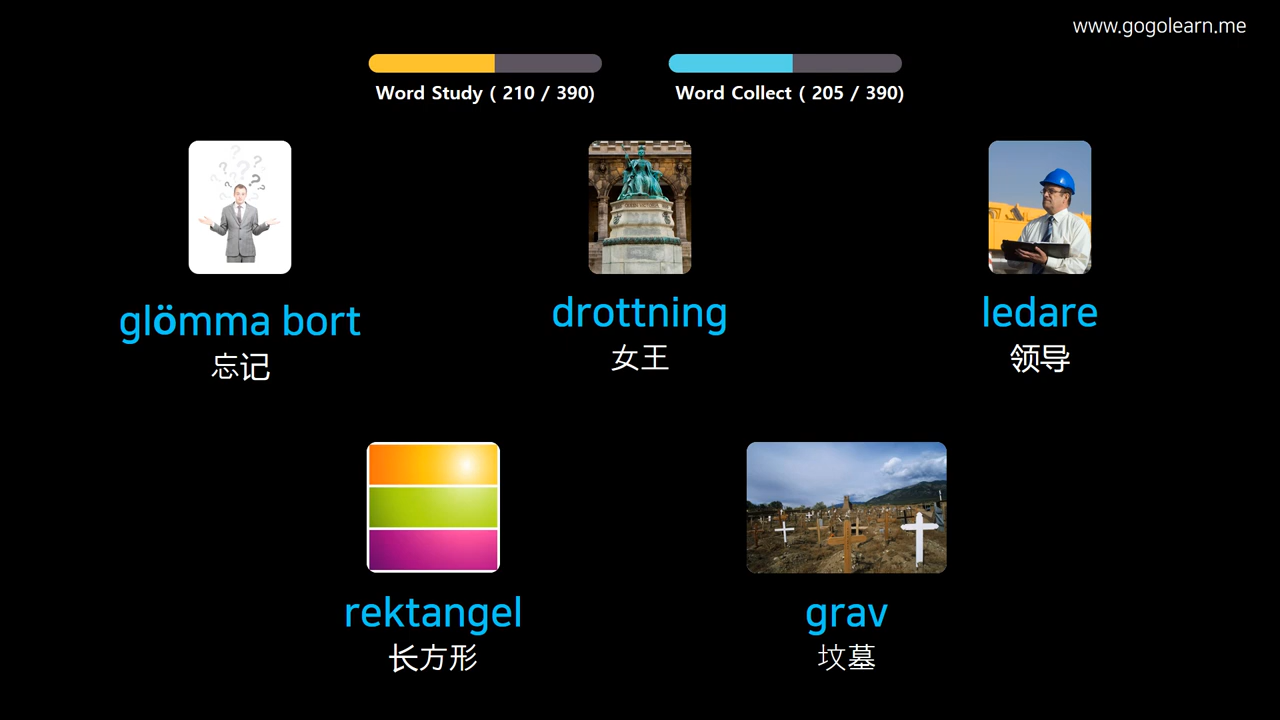 www.gogolearn.me
Word Study ( 210 / 390)
Word Collect ( 205 / 390)
glömma bort
忘记
drottning
女王
ledare
领导
rektangel
长方形
grav
坟墓